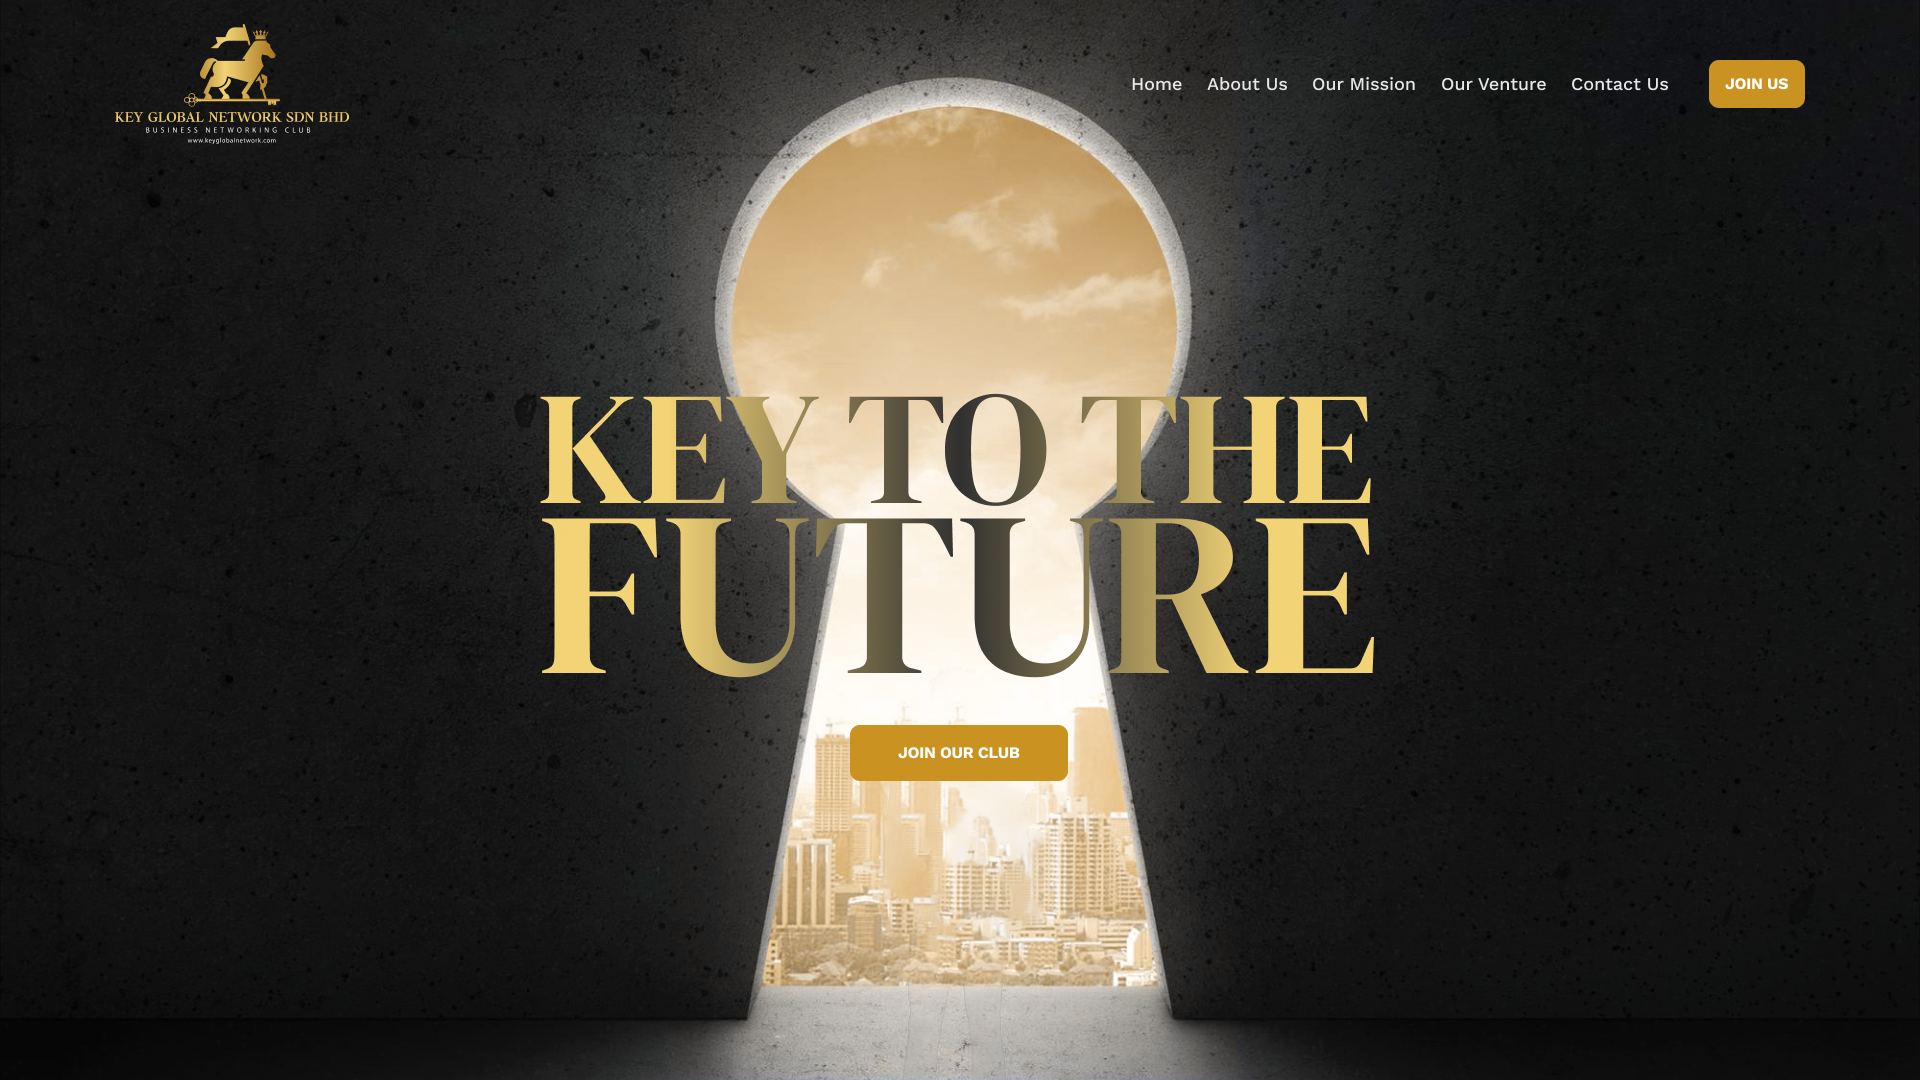 KEY GLOBAL NETWORK SDN BHD
BUSINESS NETWORKING CLUB
www.keyglobalnetwork.com
Home About Us Our Mission Our Venture Contact Us JOIN US
KEY TO THE
FUTURE
JOIN OUR CLUB